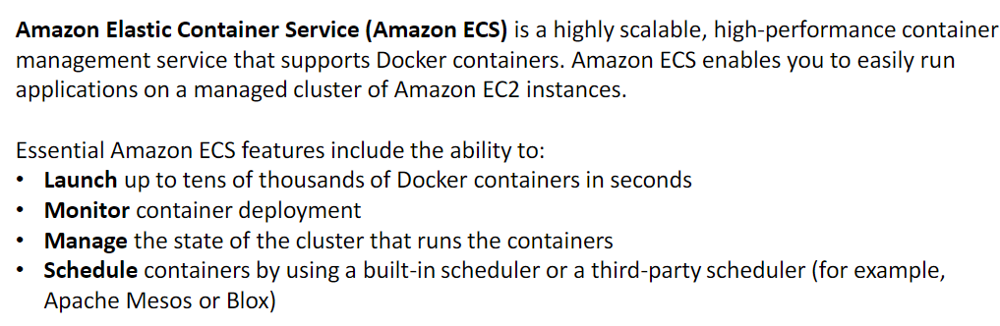 Amazon Elastic Container Service (Amazon ECS) is a highly scalable, high-performance container
management service that supports Docker containers. Amazon ECS enables you to easily run
applications on a managed cluster of Amazon EC2 instances.
Essential Amazon ECS features include the ability to:
• Launch up to tens of thousands of Docker containers in seconds
• Monitor container deployment
• Manage the state of the cluster that runs the containers
• Schedule containers by using a built-in scheduler or a third-party scheduler (for example,
Apache Mesos or Blox)